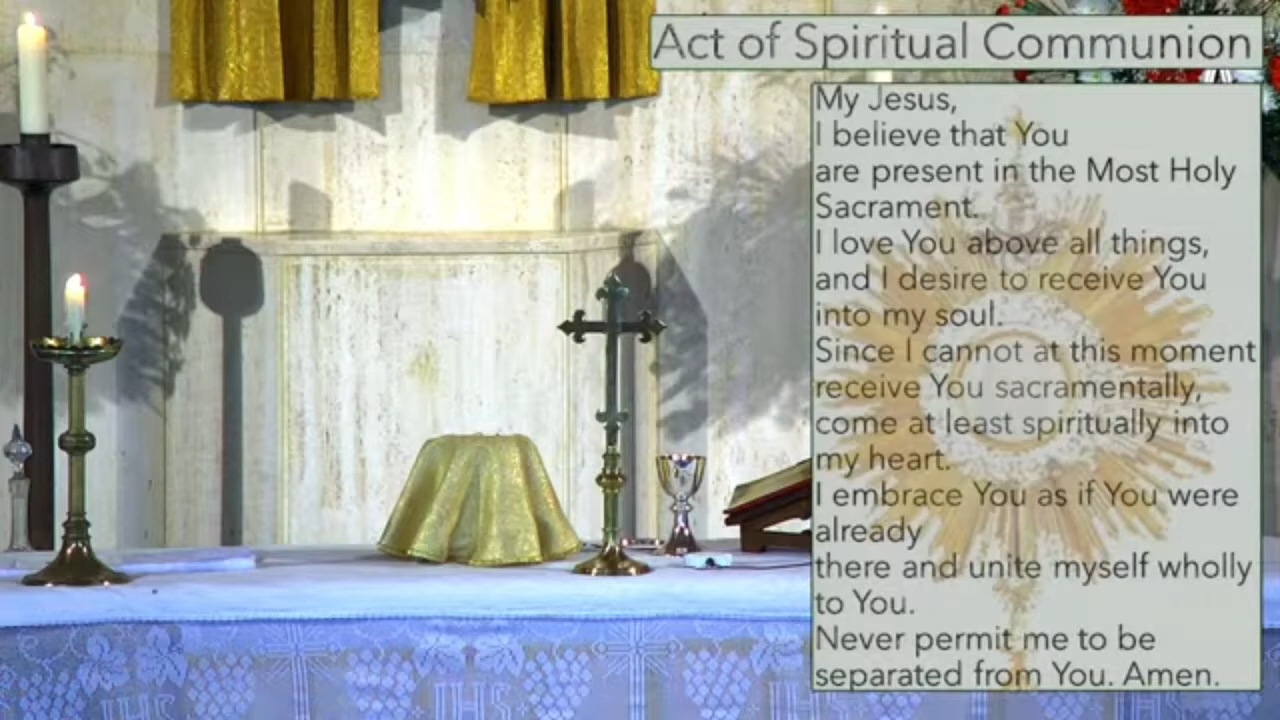 Act of Spiritual Communion
My Jesus,
I believe that You
are present in the Most Holy
Sacrament.
I love You above all things,
and I desire to receive You
into my soul.
Since I cannot at this moment
receive You sacramentally,
come at least spiritually into
my heart.
I embrace You as if You were
already
there and unite myself wholly
to You.
Never permit me to be
separated from You. Amen.
IHS
IHS
IHS